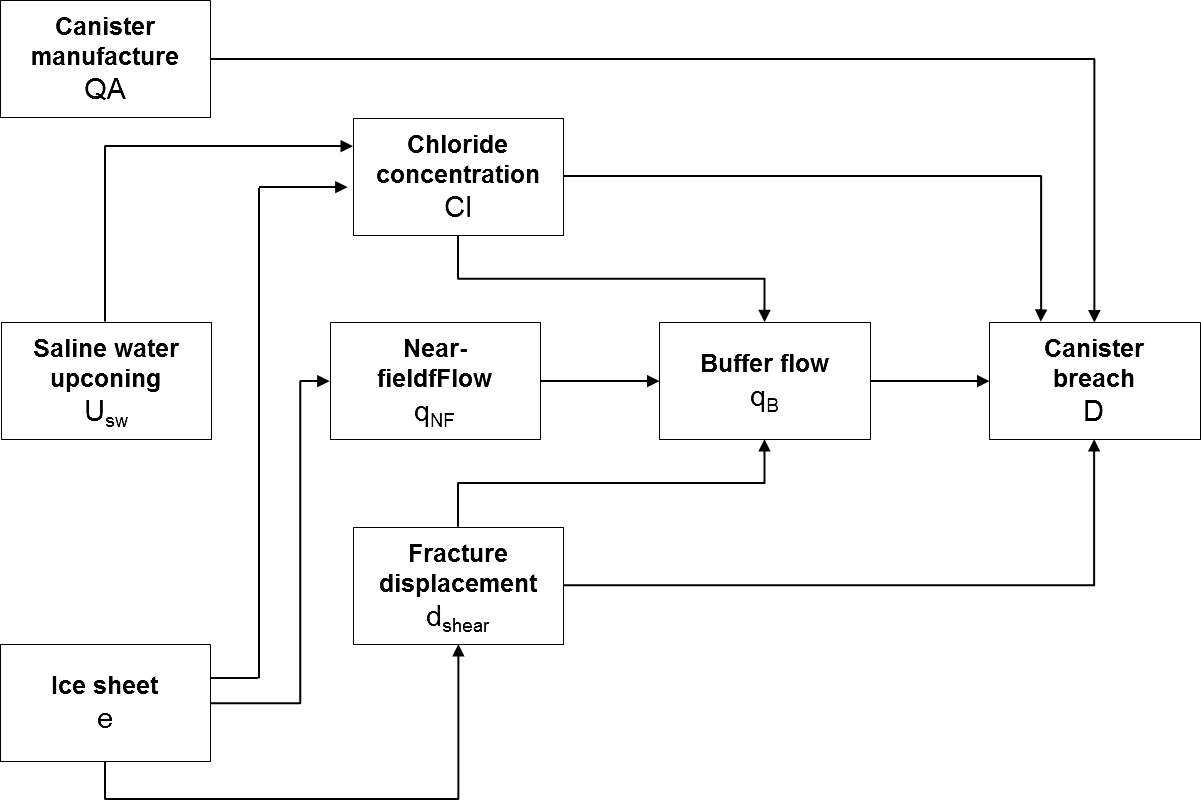 Canister
manufacture
QA
Chloride
concentration
Cl
Saline water
upconing
Usw
Near-
fieldfFlow
qNF
Buffer flow
qB
Canister
breach
D
Fracture
displacement
dshear
Ice sheet
e